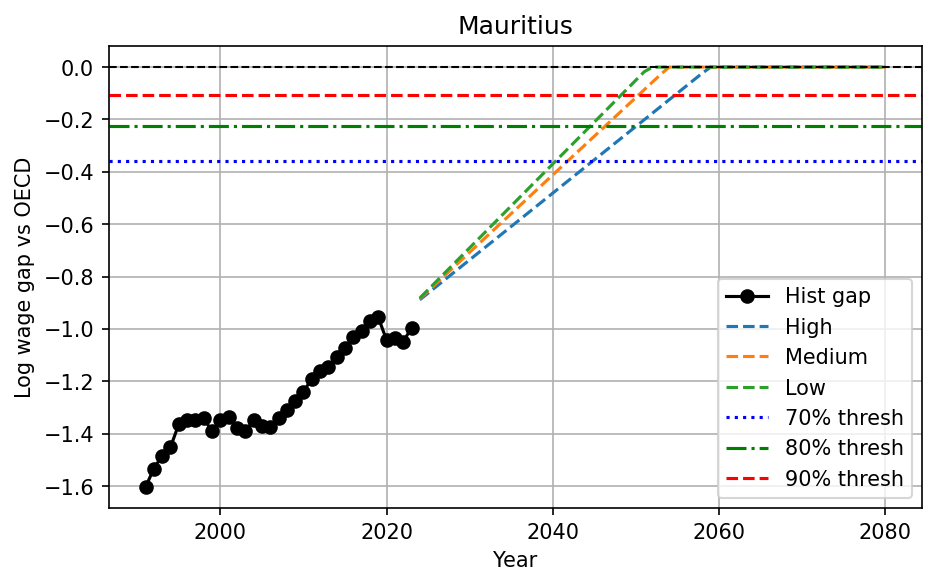 Mauritius
Log wage gap vs OECD
0.0
−0.2
−0.4
−0.6
−0.8
−1.0
−1.2
−1.4
−1.6
Hist gap
High
Medium
Low
70% thresh
80% thresh
90% thresh
2000
2020
2040
2060
2080
Year